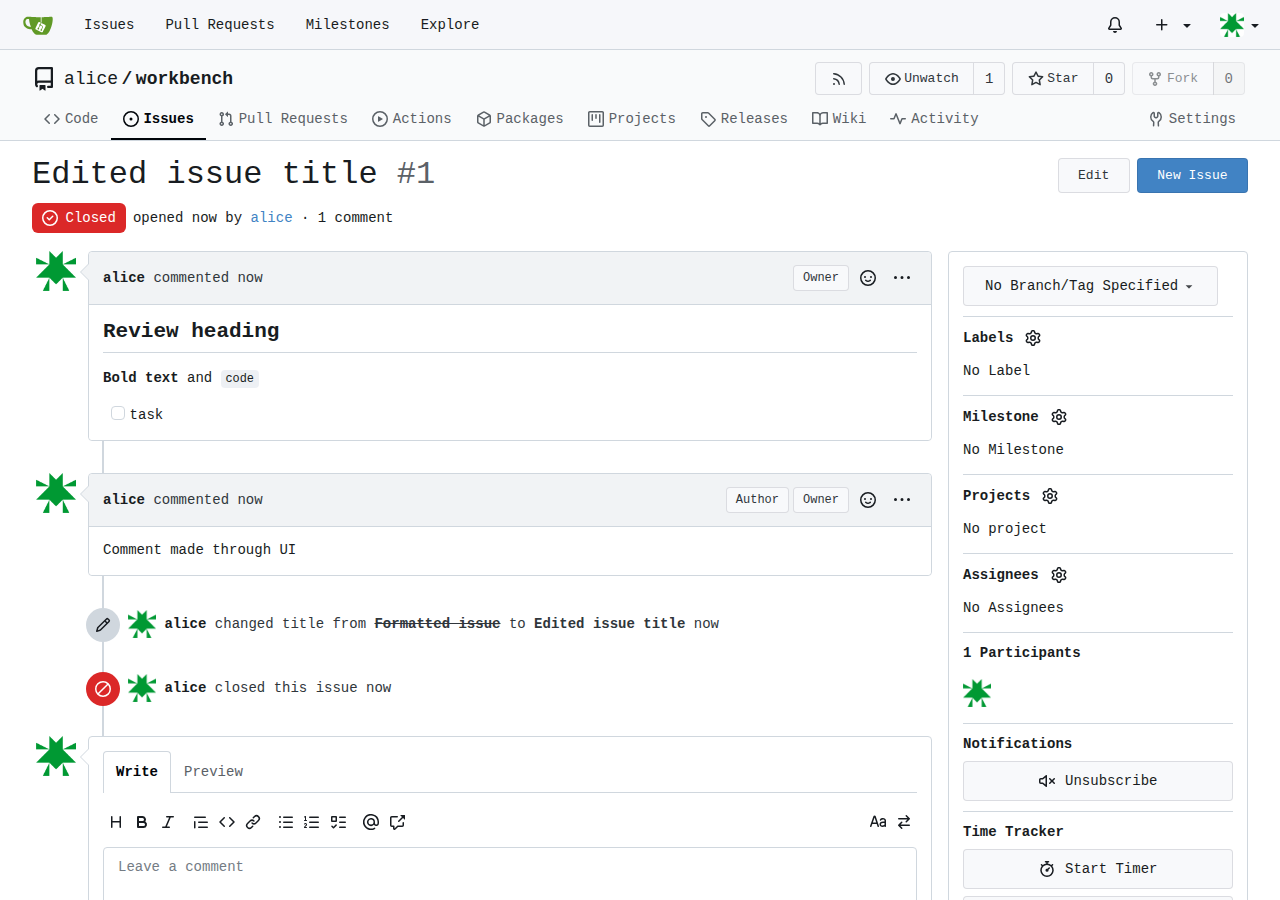 Issues Pull Requests Milestones Explore
alice/workbench
Unwatch 1 Star 0 Fork 0
Code Issues Pull Requests Actions Packages Projects Releases Wiki Activity Settings
Edited issue title #1
Edit New Issue
Closed opened now by alice · 1 comment
alice commented now Owner
Review heading
Bold text and code
task
alice commented now Author Owner
Comment made through UI
alice changed title from Formatted issue to Edited issue title now
alice closed this issue now
Write Preview
Leave a comment
No Branch/Tag Specified
Labels
No Label
Milestone
No Milestone
Projects
No project
Assignees
No Assignees
1 Participants
Notifications
Unsubscribe
Time Tracker
Start Timer